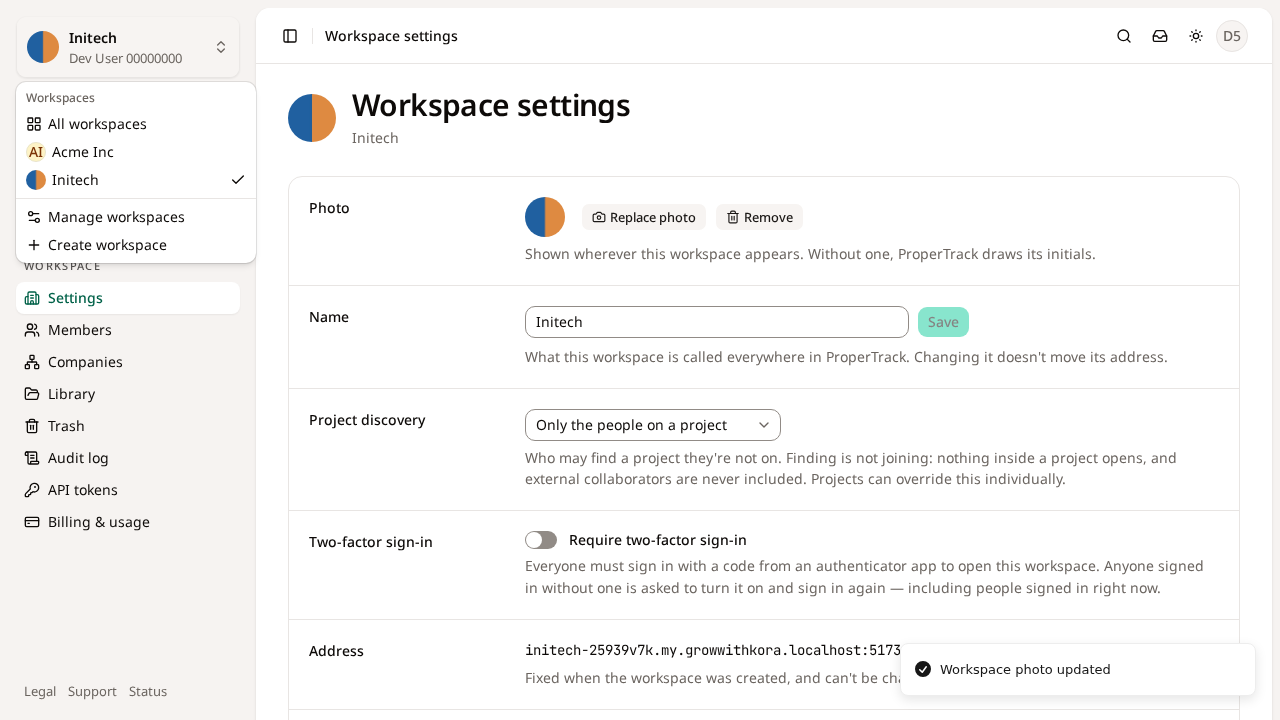 Initech
Dev User 00000000
Workspaces
All workspaces
AI Acme Inc
Initech
Manage workspaces
Create workspace
WORKSPACE
Settings
Members
Companies
Library
Trash
Audit log
API tokens
Billing & usage
Legal Support Status
Workspace settings
D5
Workspace settings
Initech
Photo
Replace photo
Remove
Shown wherever this workspace appears. Without one, ProperTrack draws its initials.
Name
Initech
Save
What this workspace is called everywhere in ProperTrack. Changing it doesn't move its address.
Project discovery
Only the people on a project
Who may find a project they're not on. Finding is not joining: nothing inside a project opens, and
external collaborators are never included. Projects can override this individually.
Two-factor sign-in
Require two-factor sign-in
Everyone must sign in with a code from an authenticator app to open this workspace. Anyone signed
in without one is asked to turn it on and sign in again — including people signed in right now.
Address
initech-25939v7k.my.growwithkora.localhost:5173
Fixed when the workspace was created, and can't be
Workspace photo updated